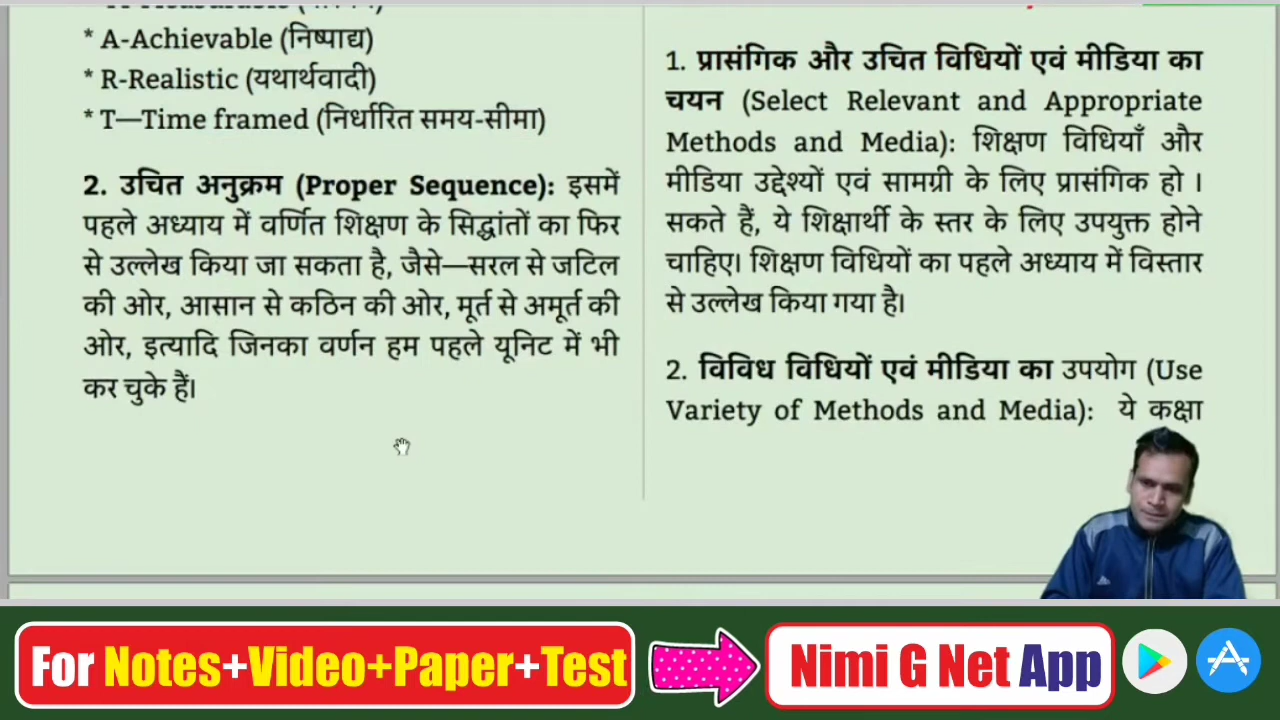 * A-Achievable (निष्पाद्य)
* R-Realistic (यथार्थवादी)
* T—Time framed (निर्धारित समय-सीमा)
2. उचित अनुक्रम (Proper Sequence): इसमें
पहले अध्याय में वर्णित शिक्षण के सिद्धांतों का फिर
से उल्लेख किया जा सकता है, जैसे—सरल से जटिल
की ओर, आसान से कठिन की ओर, मूर्त से अमूर्त की
ओर, इत्यादि जिनका वर्णन हम पहले यूनिट में भी
कर चुके हैं।
1. प्रासंगिक और उचित विधियों एवं मीडिया का
चयन (Select Relevant and Appropriate
Methods and Media): शिक्षण विधियाँ और
मीडिया उद्देश्यों एवं सामग्री के लिए प्रासंगिक हो ।
सकते हैं, ये शिक्षार्थी के स्तर के लिए उपयुक्त होने
चाहिए। शिक्षण विधियों का पहले अध्याय में विस्तार
से उल्लेख किया गया है।
2. विविध विधियों एवं मीडिया का उपयोग (Use
Variety of Methods and Media): ये कक्षा
For Notes+Video+Paper+Test
Nimi G Net App